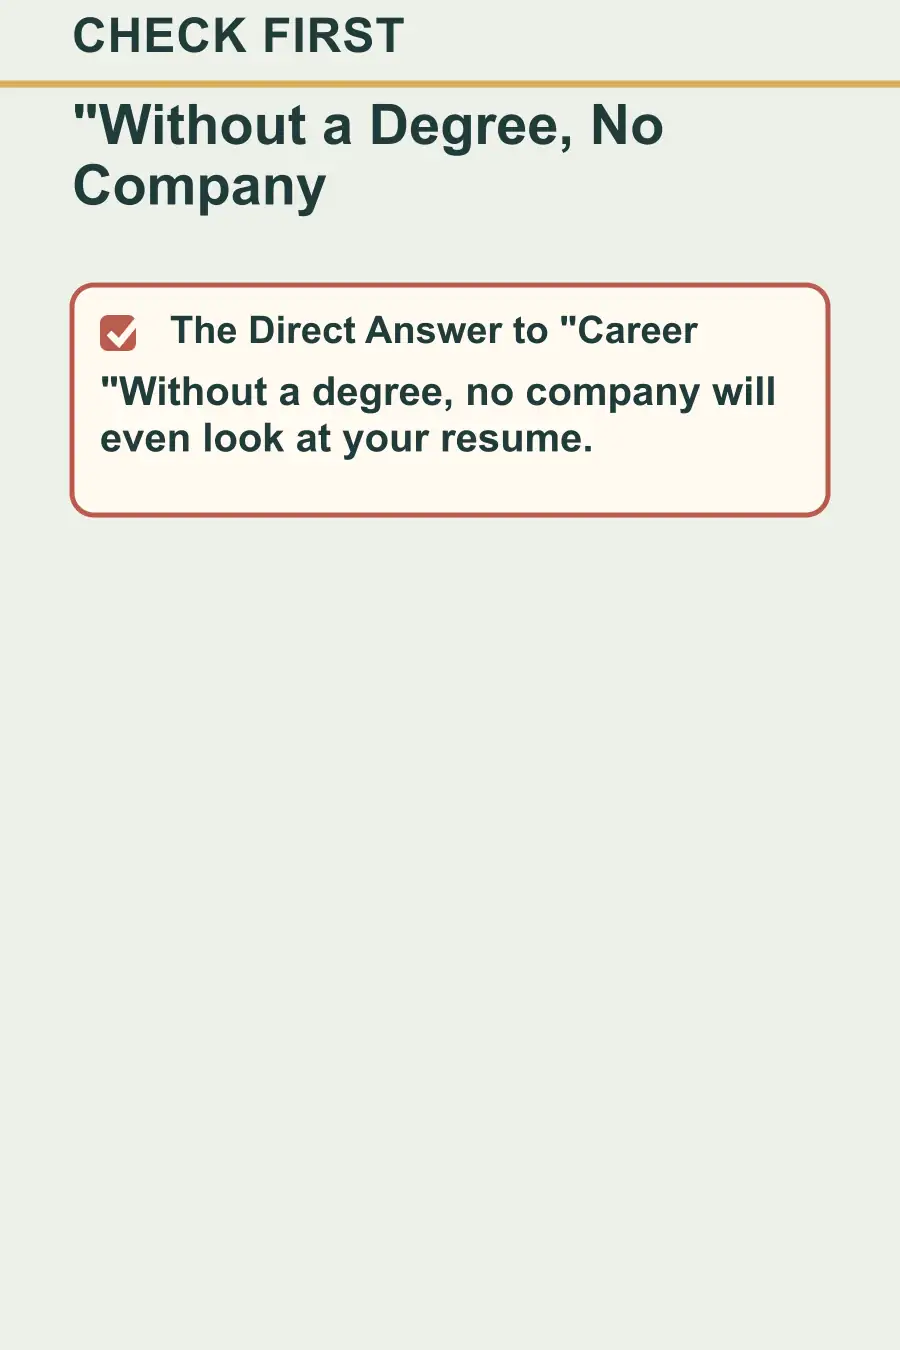 CHECK FIRST
"Without a Degree, No
Company
The Direct Answer to "Career
"Without a degree, no company will
even look at your resume.